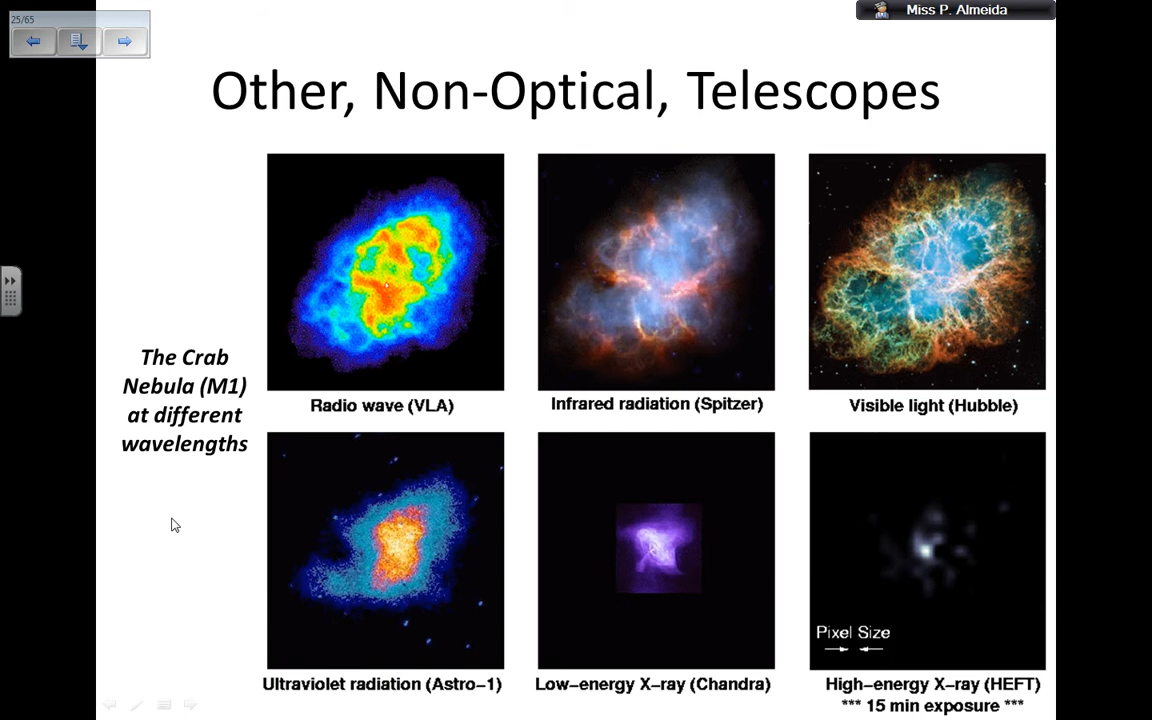 25/65
Miss P. Almeida
Other, Non-Optical, Telescopes
The Crab
Nebula (M1)
at different
wavelengths
Radio wave (VLA)
Infrared radiation (Spitzer)
Visible light (Hubble)
Pixel Size
Ultraviolet radiation (Astro–1)
Low–energy X–ray (Chandra)
High–energy X–ray (HEFT)
*** 15 min exposure ***